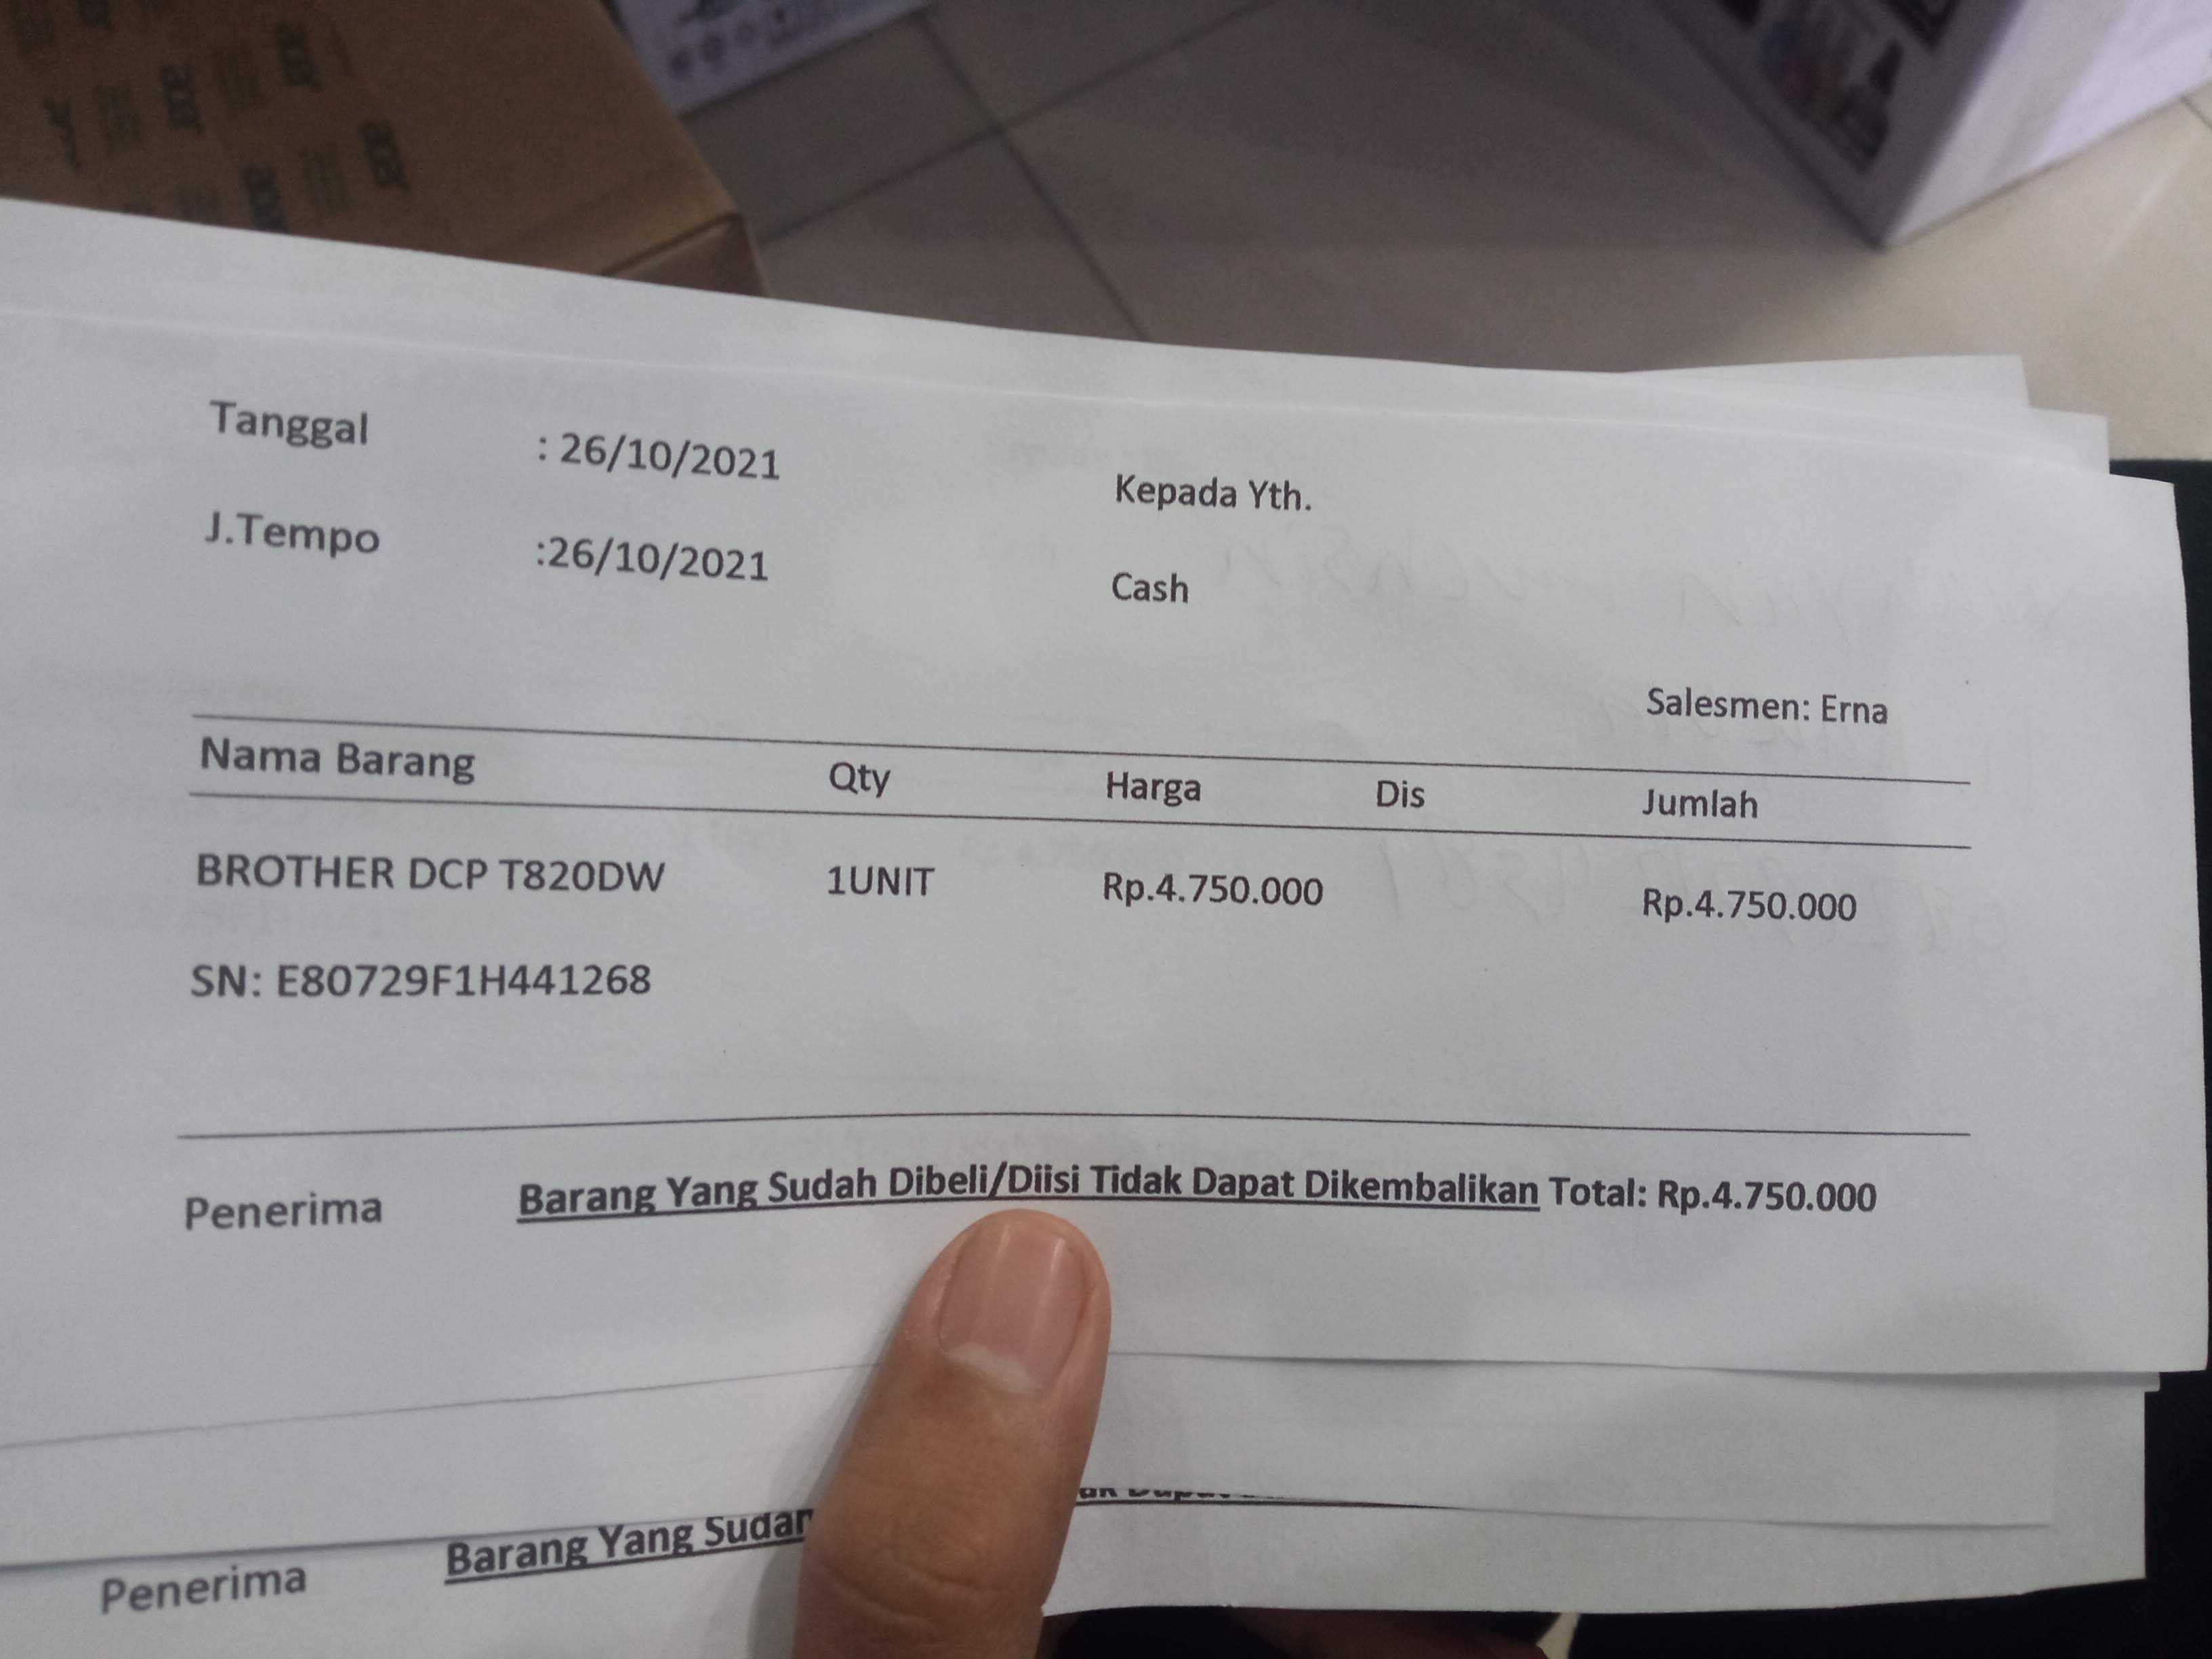 Tanggal : 26/10/2021
Kepada Yth.
J.Tempo :26/10/2021
Cash
Salesmen: Erna
Nama Barang Qty Harga Dis Jumlah
BROTHER DCP T820DW 1UNIT Rp.4.750.000 Rp.4.750.000
SN: E80729F1H441268
Penerima Barang Yang Sudah Dibeli/Diisi Tidak Dapat Dikembalikan Total: Rp.4.750.000
Penerima Barang Yang